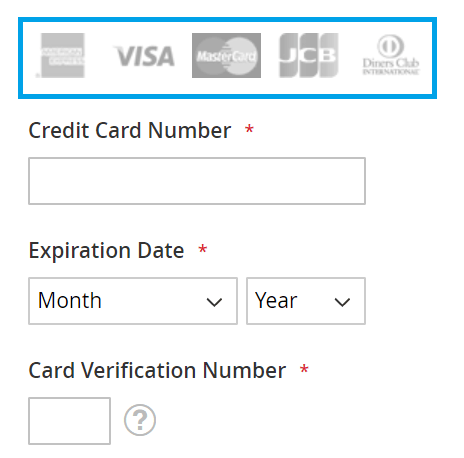 AMERICAN EXPRESS VISA MasterCard JCB Diners Club INTERNATIONAL
Credit Card Number *
Expiration Date *
Month Year
Card Verification Number *
?